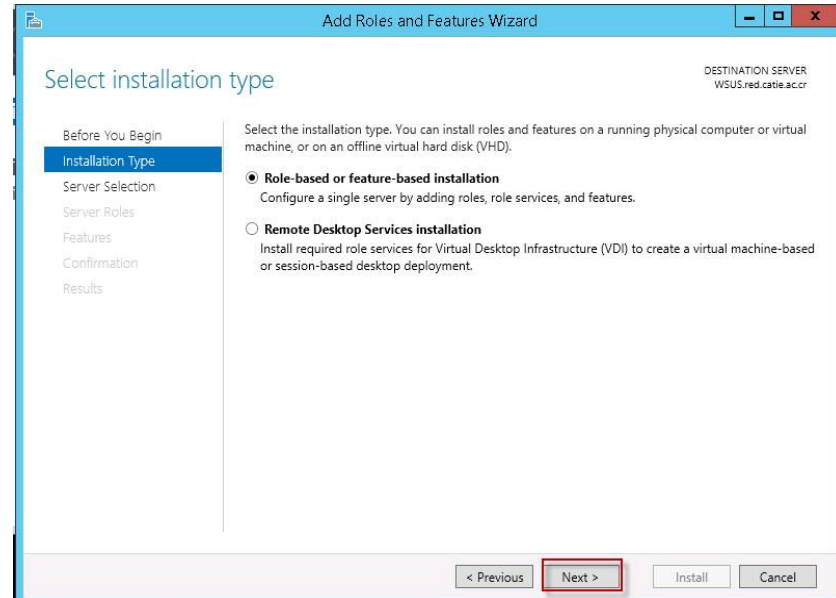 Add Roles and Features Wizard
Select installation type
DESTINATION SERVER
WSUS.red.catie.ac.cr
Before You Begin
Installation Type
Server Selection
Server Roles
Features
Confirmation
Results
Select the installation type. You can install roles and features on a running physical computer or virtual
machine, or on an offline virtual hard disk (VHD).
Role-based or feature-based installation
Configure a single server by adding roles, role services, and features.
Remote Desktop Services installation
Install required role services for Virtual Desktop Infrastructure (VDI) to create a virtual machine-based
or session-based desktop deployment.
< Previous Next > Install Cancel